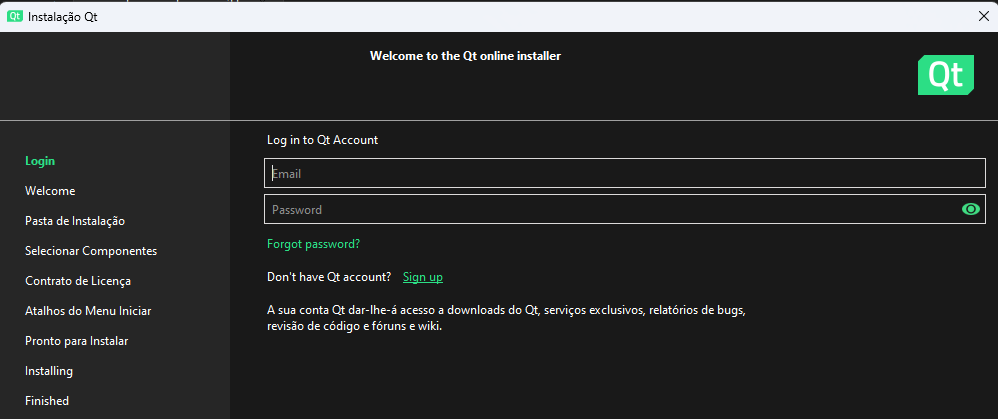 Qt Instalação Qt
Welcome to the Qt online installer
Qt
Login
Welcome
Pasta de Instalação
Selecionar Componentes
Contrato de Licença
Atalhos do Menu Iniciar
Pronto para Instalar
Installing
Finished
Log in to Qt Account
Email
Password
Forgot password?
Don't have Qt account? Sign up
A sua conta Qt dar-lhe-á acesso a downloads do Qt, serviços exclusivos, relatórios de bugs,
revisão de código e fóruns e wiki.